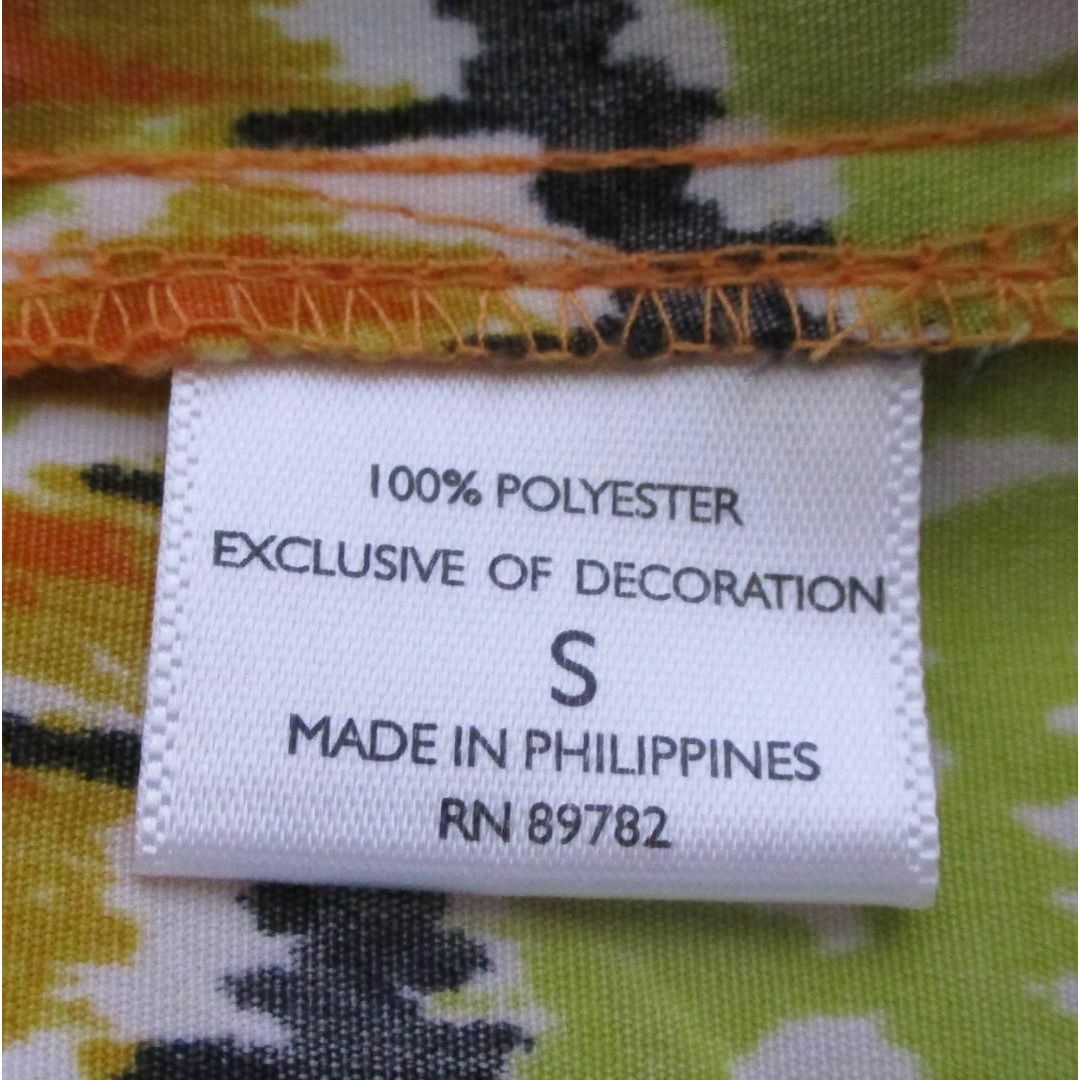 100% POLYESTER
EXCLUSIVE OF DECORATION
S
MADE IN PHILIPPINES
RN 89782